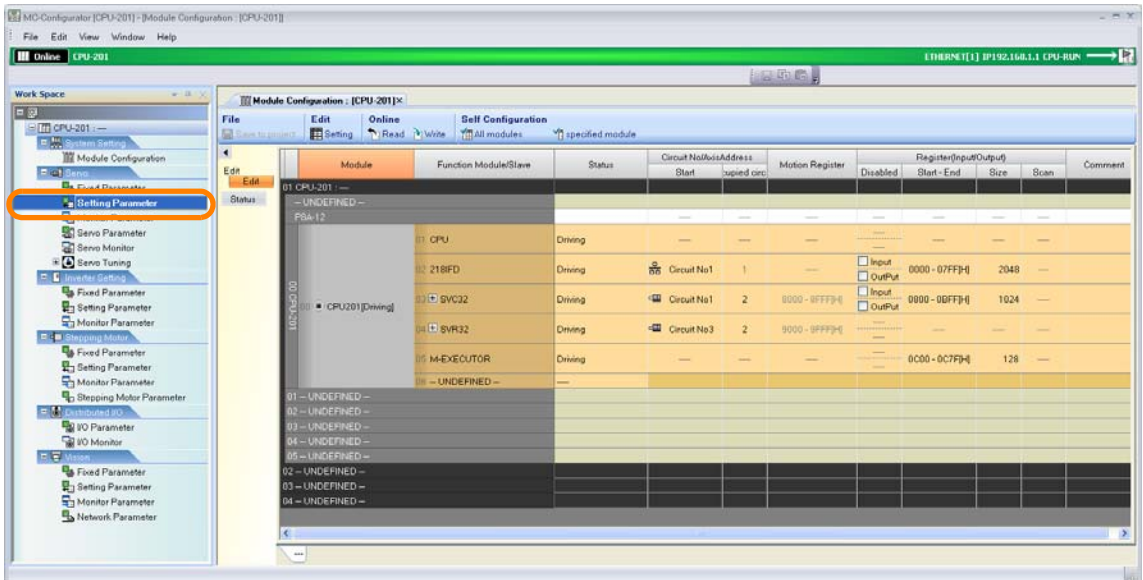 MC-Configurator [CPU-201] - [Module Configuration : [CPU-201]]
File Edit View Window Help
Online CPU-201 ETHERNET[1] IP192.168.1.1 CPU-RUN
Work Space
CPU-201 : ---
System Setting
Module Configuration
Servo
Fixed Parameter
Setting Parameter
Monitor Parameter
Servo Parameter
Servo Monitor
Servo Tuning
Inverter Setting
Fixed Parameter
Setting Parameter
Monitor Parameter
Stepping Motor
Fixed Parameter
Setting Parameter
Monitor Parameter
Stepping Motor Parameter
Distributed I/O
I/O Parameter
I/O Monitor
Vision
Fixed Parameter
Setting Parameter
Monitor Parameter
Network Parameter
Module Configuration : [CPU-201]
File Edit Online Self Configuration
Save to project Setting Read Write All modules specified module
Edit
Edit
Status
Module Function Module/Slave Status Circuit No/AxisAddress Motion Register Register(Input/Output) Comment
Start cupied circ Disabled Start - End Size Scan
01 CPU-201 : ---
-- UNDEFINED --
PSA-12 --- --- --- --- --- ---
00 CPU-201
00 CPU201[Driving]
01 CPU Driving --- --- --- --- --- --- ---
02 218IFD Driving Circuit No1 1 --- Input OutPut 0000 - 07FF[H] 2048 ---
03 SVC32 Driving Circuit No1 2 8000 - 8FFF[H] Input OutPut 0800 - 0BFF[H] 1024 ---
04 SVR32 Driving Circuit No3 2 9000 - 9FFF[H] --- --- --- ---
05 M-EXECUTOR Driving --- --- --- --- 0C00 - 0C7F[H] 128 ---
06 -- UNDEFINED -- ---
01 -- UNDEFINED --
02 -- UNDEFINED --
03 -- UNDEFINED --
04 -- UNDEFINED --
05 -- UNDEFINED --
02 -- UNDEFINED --
03 -- UNDEFINED --
04 -- UNDEFINED --
---